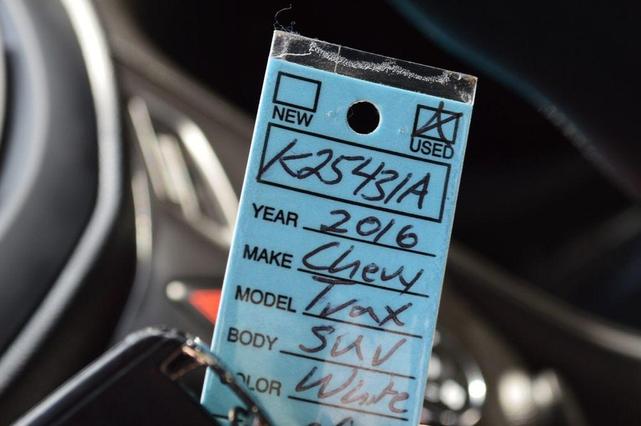 NEW USED
K25431A
YEAR 2016
MAKE Chevy
MODEL Trax
BODY SUV
OLOR White